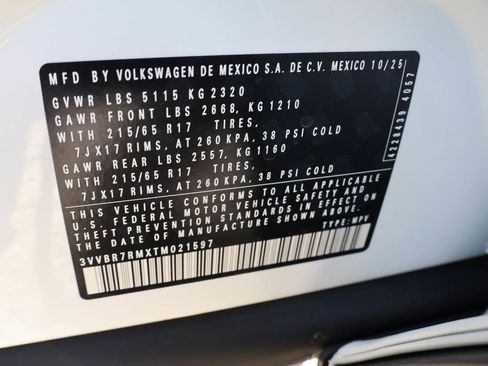 MFD BY VOLKSWAGEN DE MEXICO S.A. DE C.V. MEXICO 10/25
GVWR LBS 5115 KG 2320
GAWR FRONT LBS 2668, KG 1210
WITH 215/65 R17 TIRES,
7JX17 RIMS, AT 260 KPA, 38 PSI COLD
GAWR REAR LBS 2557, KG 1160
WITH 215/65 R17 TIRES,
7JX17 RIMS, AT 260 KPA, 38 PSI COLD
THIS VEHICLE CONFORMS TO ALL APPLICABLE
U.S. FEDERAL MOTOR VEHICLE SAFETY AND
THEFT PREVENTION STANDARDS IN EFFECT ON
THE DATE OF MANUFACTURE SHOWN ABOVE.
3VVBR7RMXTM021597 TYPE: MPV
4228439 4057